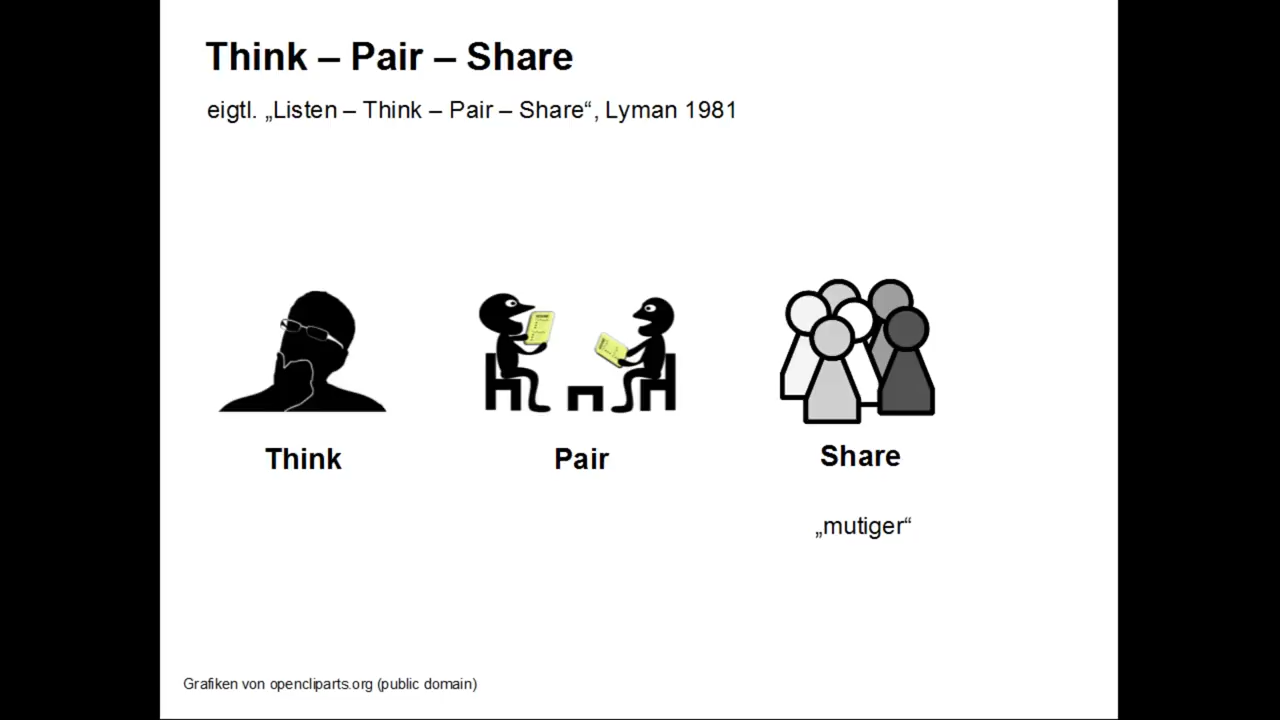 Think – Pair – Share
eigtl. „Listen – Think – Pair – Share“, Lyman 1981
Think
Pair
Share
„mutiger“
Grafiken von opencliparts.org (public domain)